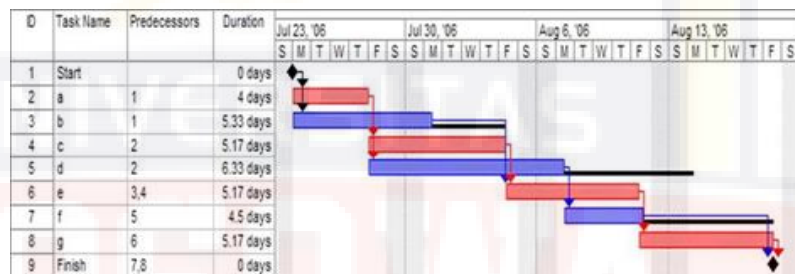 ID Task Name Predecessors Duration Jul 23, '06 Jul 30, '06 Aug 6, '06 Aug 13, '06
S M T W T F S S M T W T F S S M T W T F S S M T W T F S
1 Start 0 days
2 a 1 4 days
3 b 1 5.33 days
4 c 2 5.17 days
5 d 2 6.33 days
6 e 3,4 5.17 days
7 f 5 4.5 days
8 g 6 5.17 days
9 Finish 7,8 0 days